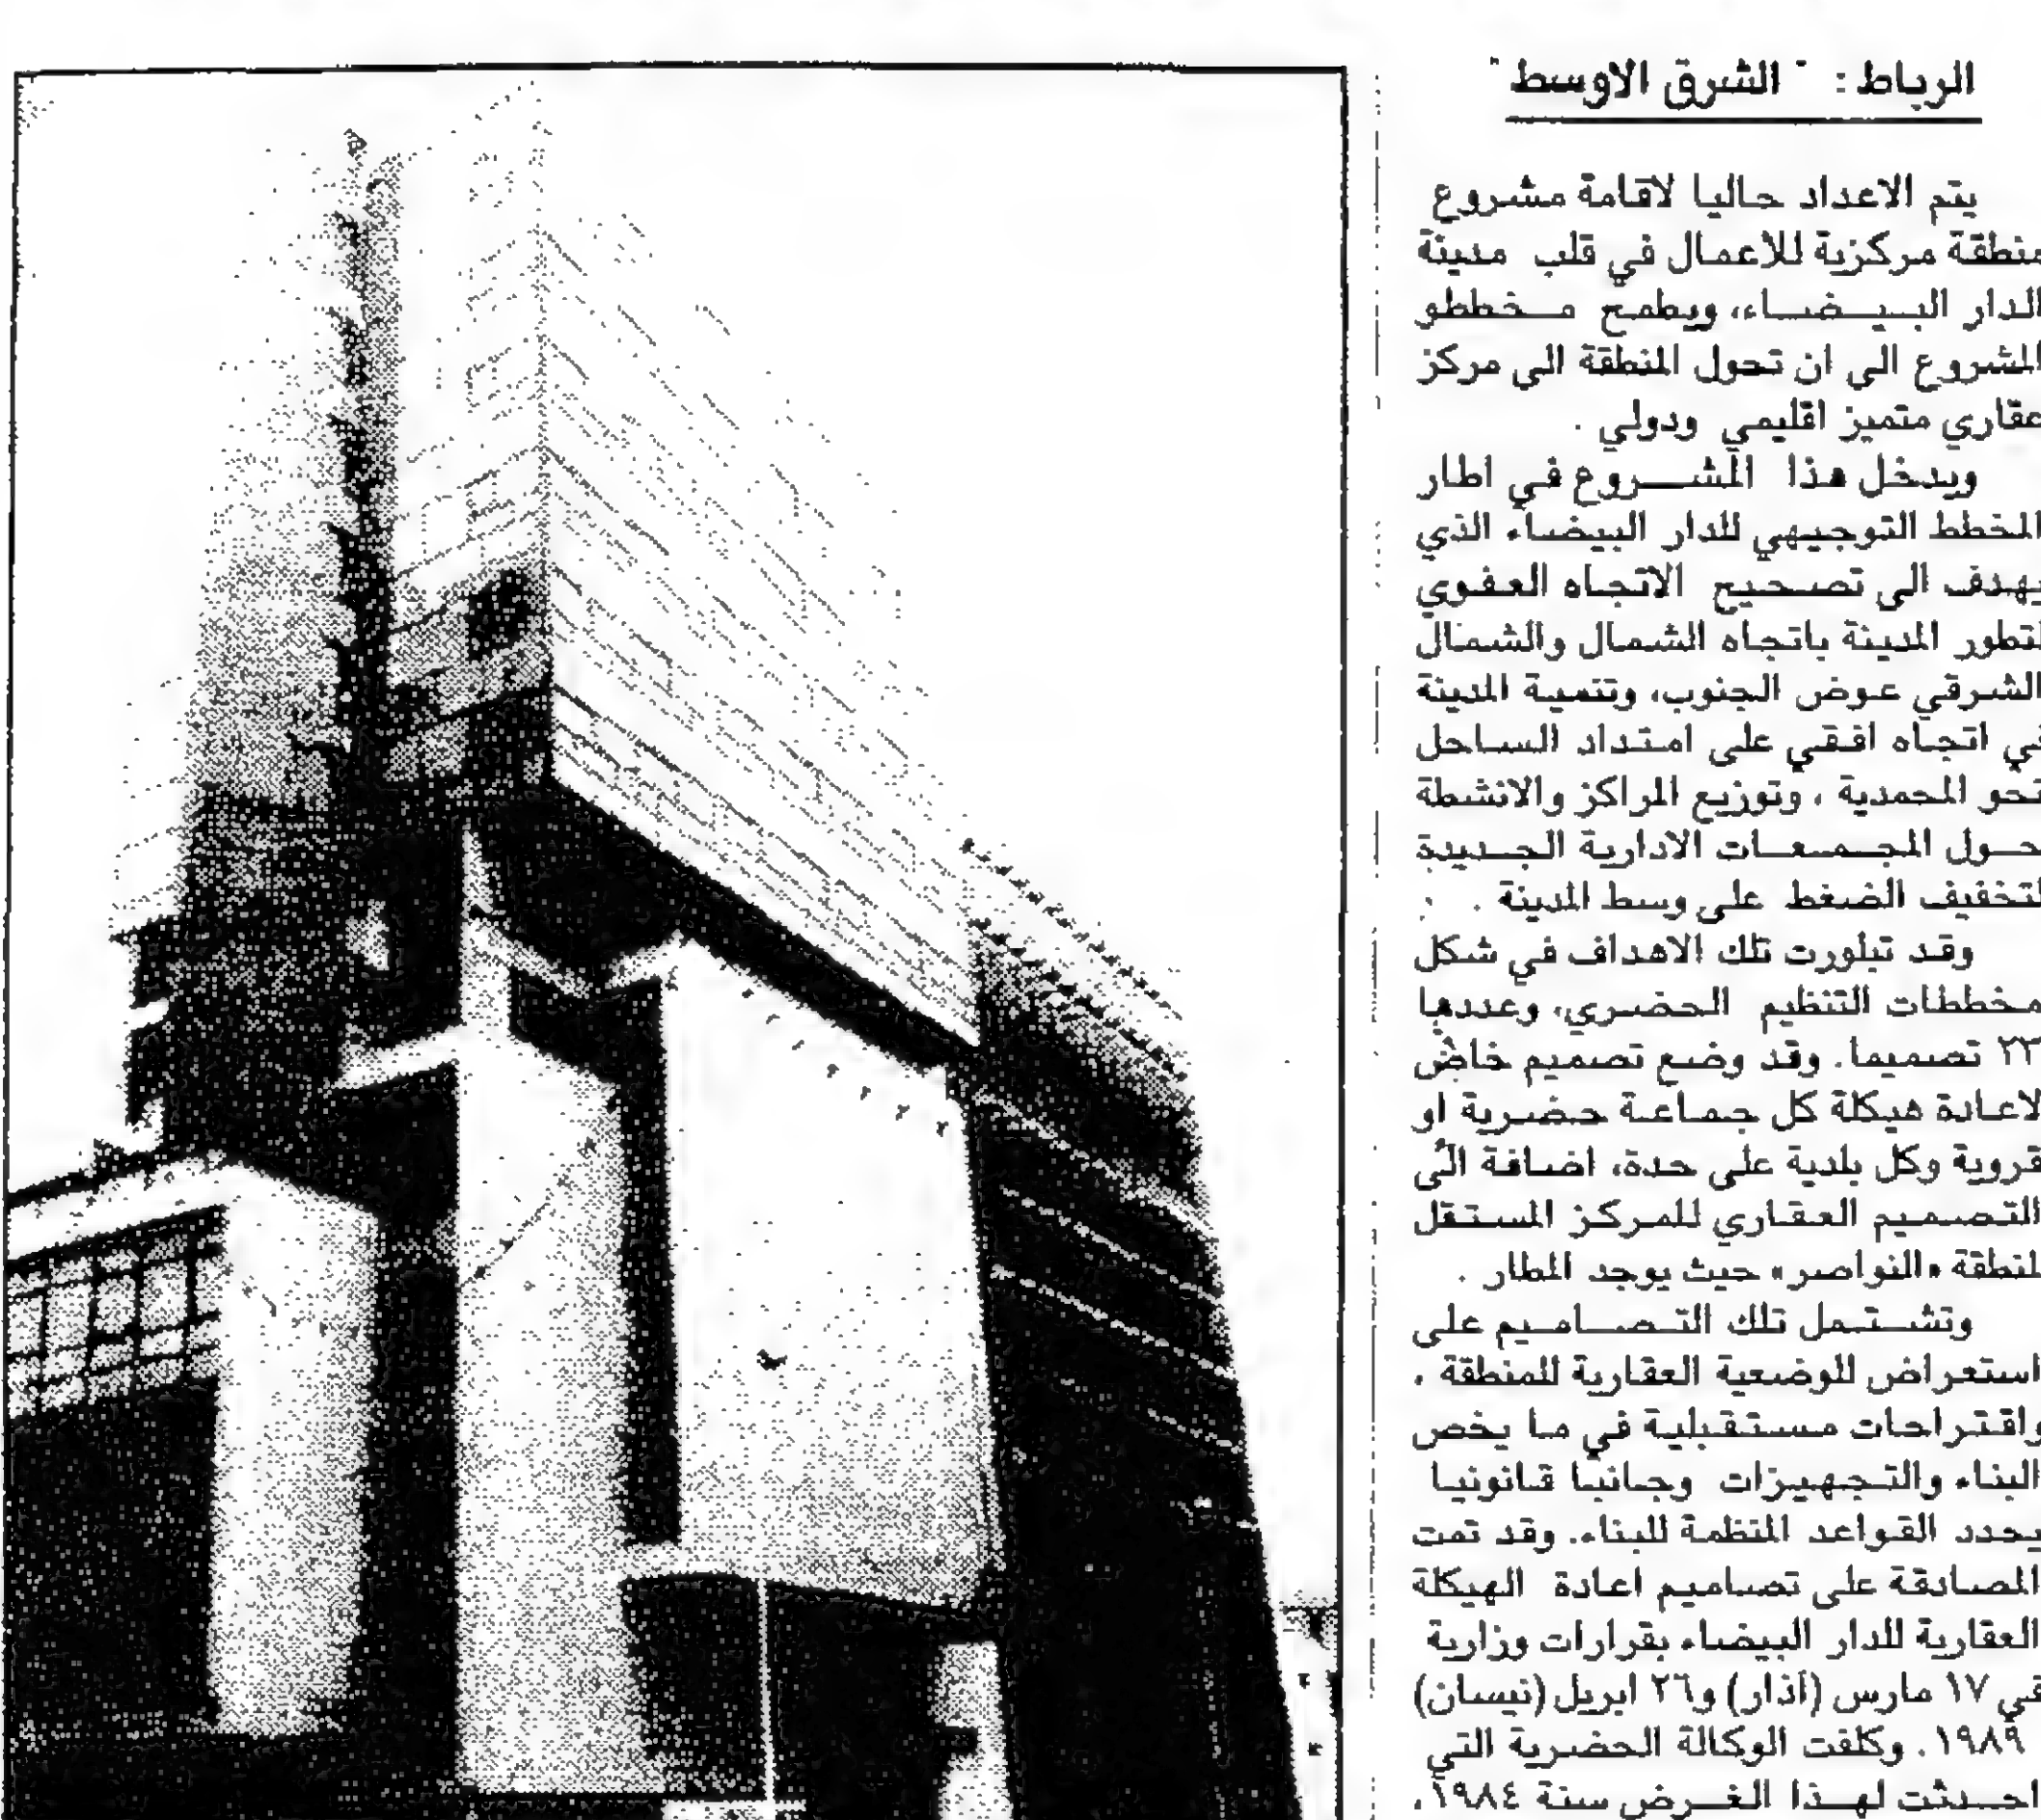 الرباط : " الشرق الاوسط "
يتم الاعداد حاليا لاقامة مشروع
منطقة مركزية للأعمال في قلب مدينة
الدار البيضاء، ويطمح مخططو
المشروع الى ان تحول المنطقة الى مركز
عقاري متميز اقليمي ودولي .
ويدخل هذا المشروع في اطار
المخطط التوجيهي للدار البيضاء الذي
يهدف الى تصحيح الاتجاه العفوي
لتطور المدينة باتجاه الشمال والشمال
الشرقي عوض الجنوب، وتنمية المدينة
في اتجاه افقي على امتداد الساحل
نحو المحمدية ، وتوزيع المراكز والانشطة
حول المجمعات الادارية الجديدة
لتخفيف الضغط على وسط المدينة .
وقد تبلورت تلك الاهداف في شكل
مخططات التنظيم الحضري، وعددها
٢٣ تصميما. وقد وضع تصميم خاص
لاعادة هيكلة كل جماعة حضرية او
قروية وكل بلدية على حدة، اضافة الى
التصميم العقاري للمركز المستقل
لمنطقة «النواصر» حيث يوجد المطار .
وتشتمل تلك التصاميم على
استعراض للوضعية العقارية للمنطقة ،
واقتراحات مستقبلية في ما يخص
البناء والتجهيزات وجانبا قانونيا
يحدد القواعد المنظمة للبناء. وقد تمت
المصادقة على تصاميم اعادة الهيكلة
العقارية للدار البيضاء بقرارات وزارية
في ١٧ مارس (أذار) و٢٦ ابريل (نيسان)
١٩٨٩. وكلفت الوكالة الحضرية التي
احدثت لهذا الغرض سنة ١٩٨٤،